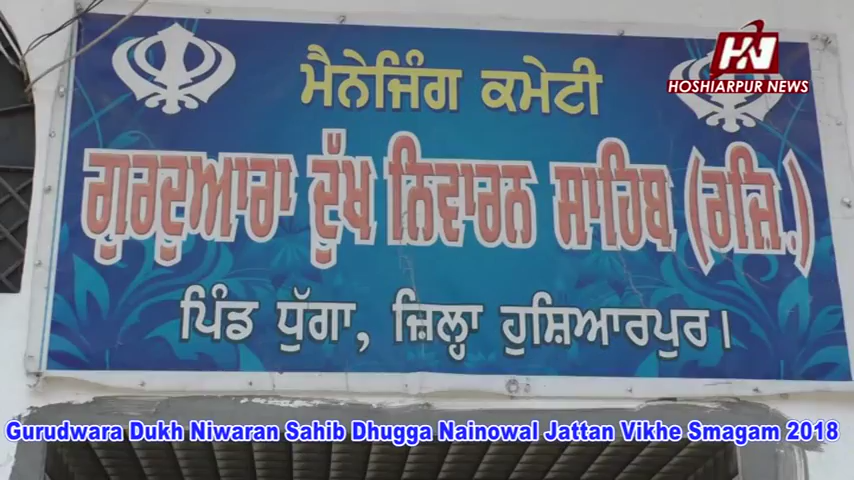 HN
HOSHIARPUR NEWS
ਮੈਨੇਜਿੰਗ ਕਮੇਟੀ
ਗੁਰਦੁਆਰਾ ਦੁੱਖ ਨਿਵਾਰਨ ਸਾਹਿਬ (ਰਜਿ.)
ਪਿੰਡ ਧੁੱਗਾ, ਜ਼ਿਲ੍ਹਾ ਹੁਸ਼ਿਆਰਪੁਰ।
Gurudwara Dukh Niwaran Sahib Dhugga Nainowal Jattan Vikhe Smagam 2018